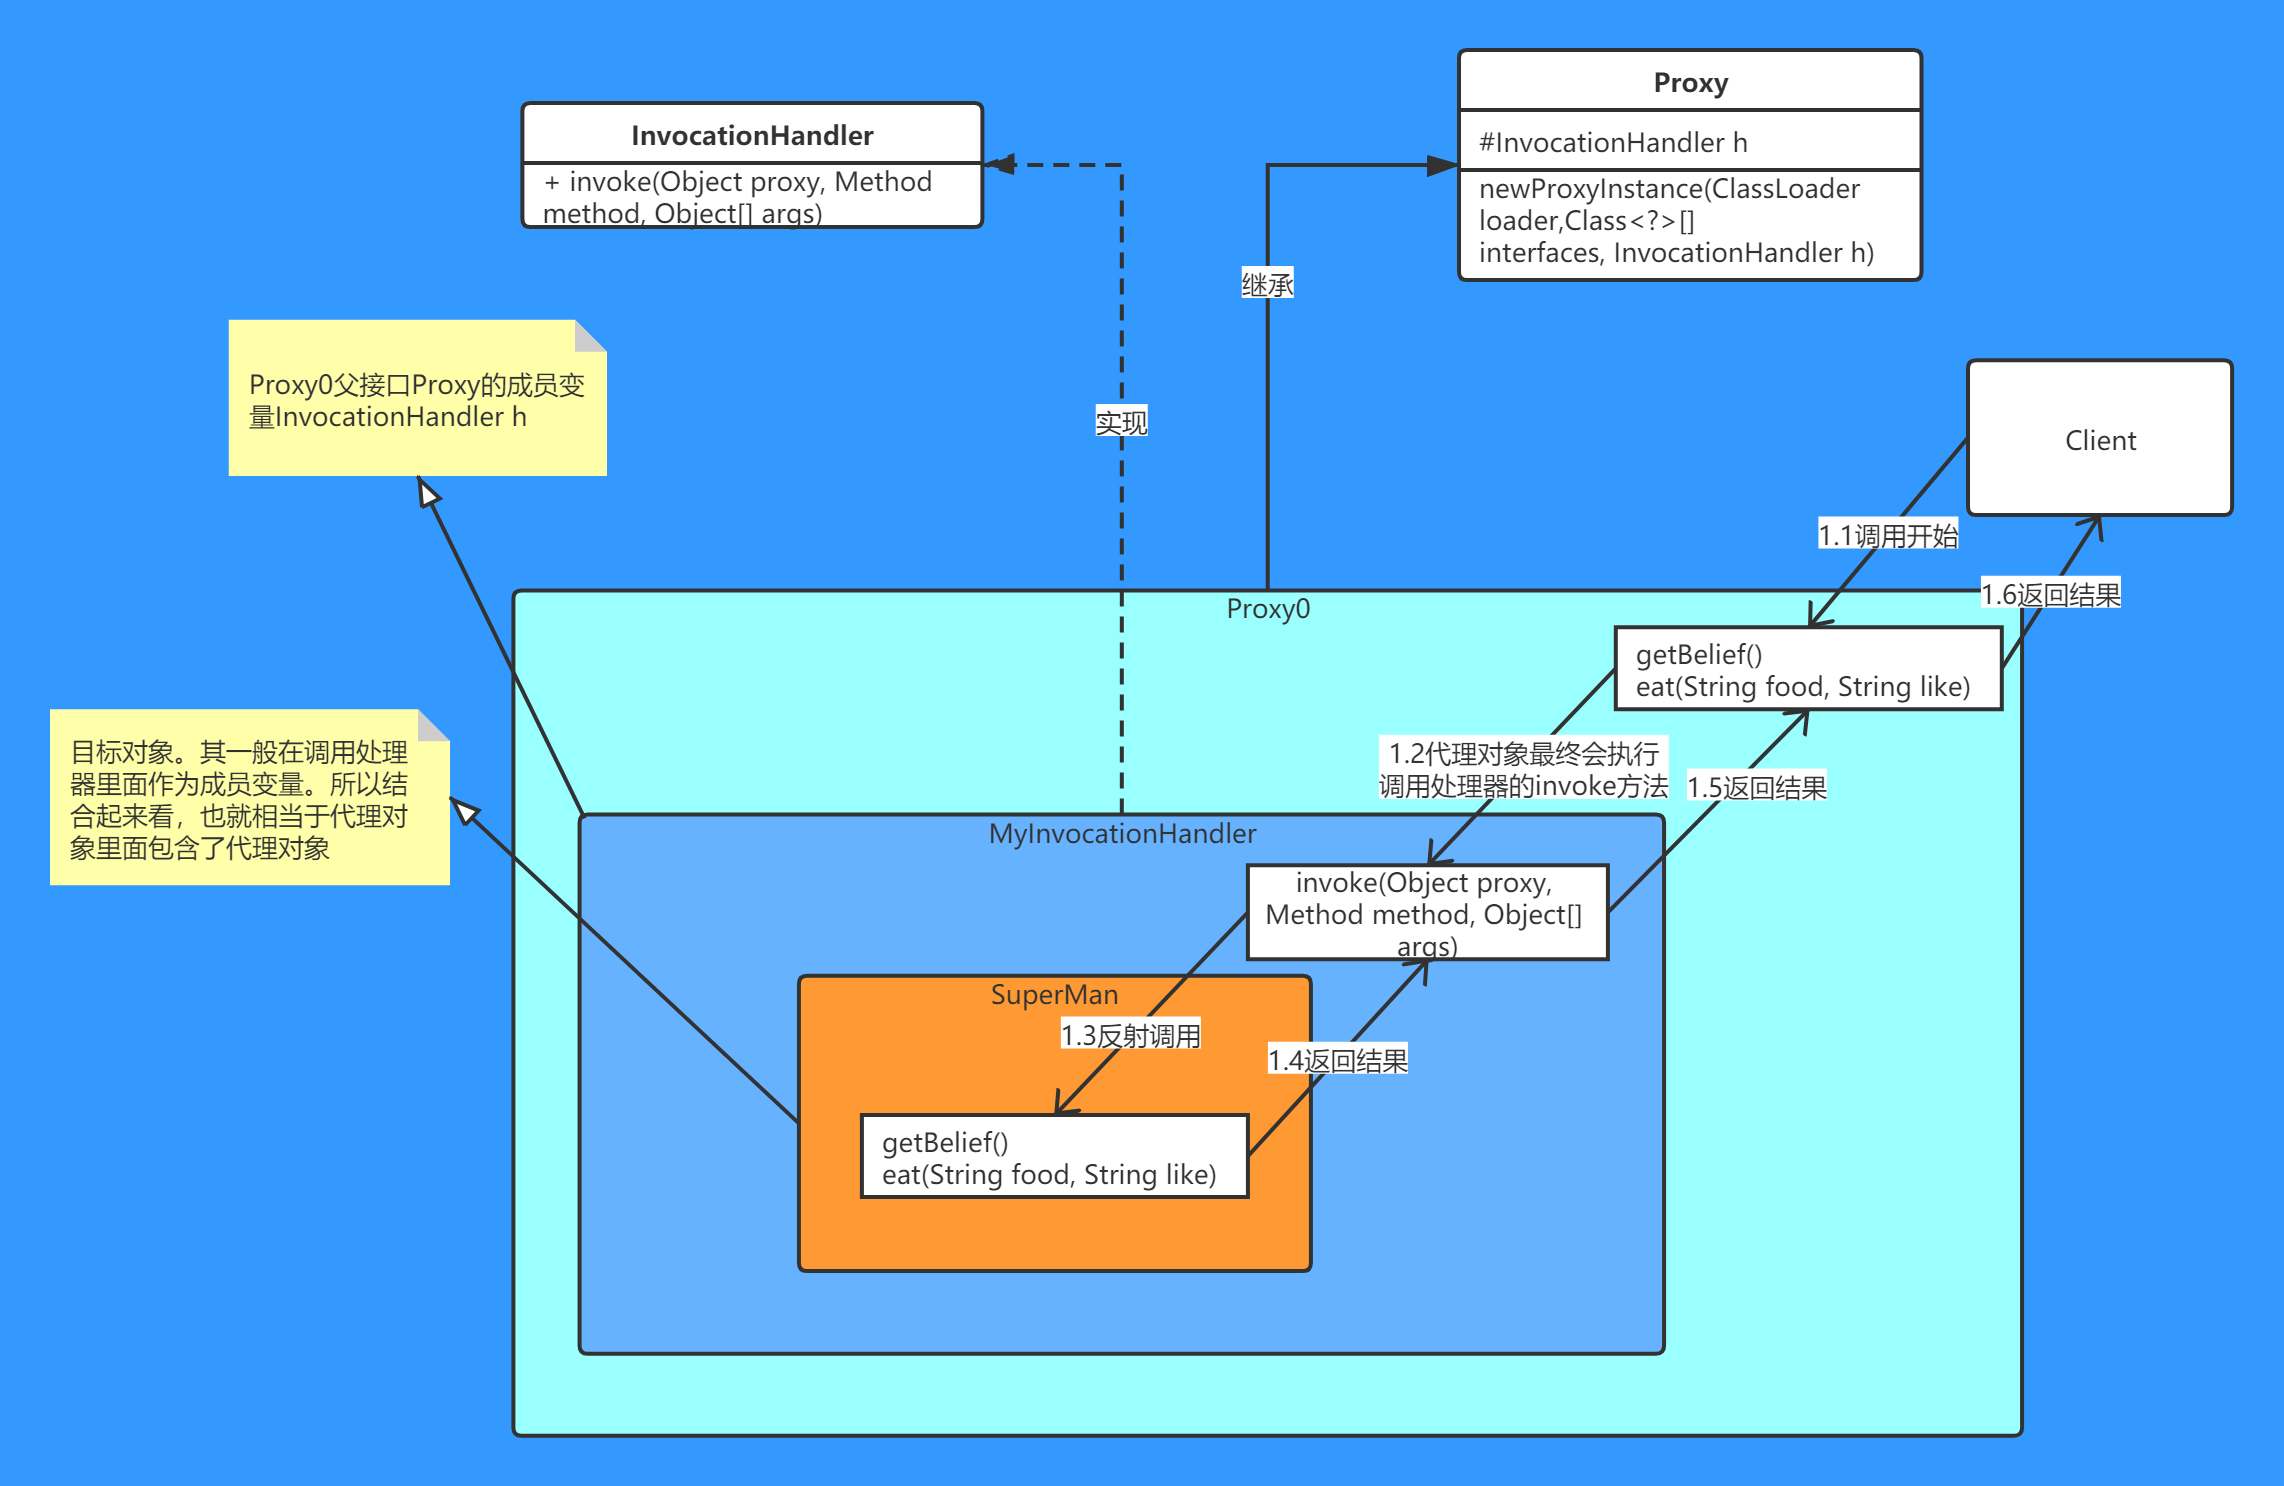 Proxy
#InvocationHandler h
newProxyInstance(ClassLoader
loader,Class<?>[]
interfaces, InvocationHandler h)
InvocationHandler
+ invoke(Object proxy, Method
method, Object[] args)
继承
Proxy0父接口Proxy的成员变
量InvocationHandler h
实现
Client
1.1调用开始
1.6返回结果
Proxy0
getBelief()
eat(String food, String like)
目标对象。其一般在调用处理
器里面作为成员变量。所以结
合起来看，也就相当于代理对
象里面包含了代理对象
1.2代理对象最终会执行
调用处理器的invoke方法
1.5返回结果
MyInvocationHandler
invoke(Object proxy,
Method method, Object[]
args)
SuperMan
1.3反射调用
1.4返回结果
getBelief()
eat(String food, String like)